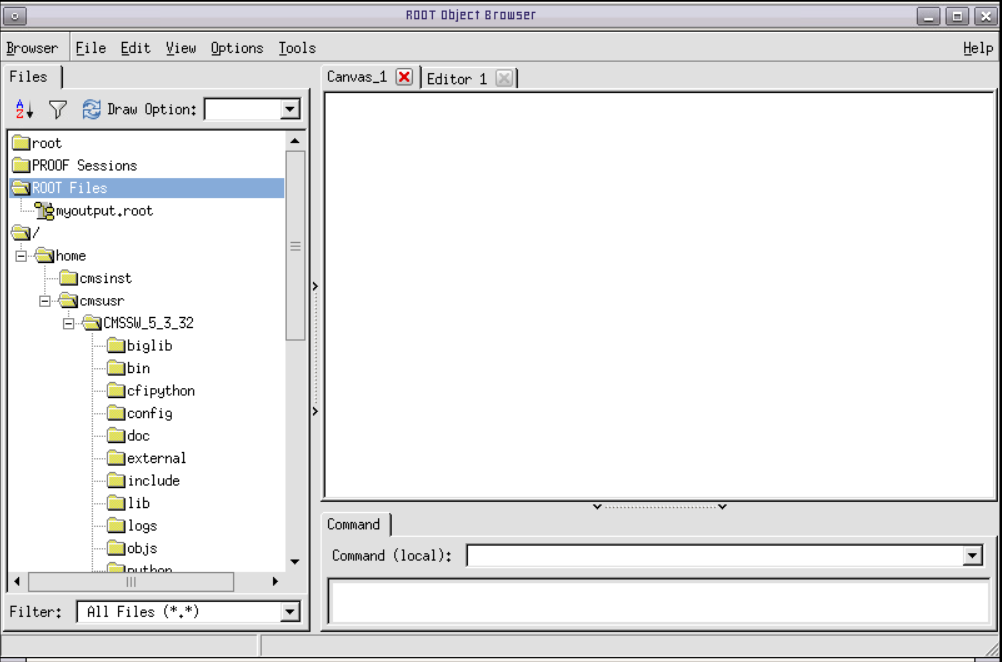 ROOT Object Browser
Browser File Edit View Options Tools Help
Files
Draw Option:
root
PROOF Sessions
ROOT Files
myoutput.root
/
home
cmsinst
cmsusr
CMSSW_5_3_32
biglib
bin
cfipython
config
doc
external
include
lib
logs
objs
python
Filter: All Files (*.*)
Canvas_1 Editor 1
Command
Command (local):